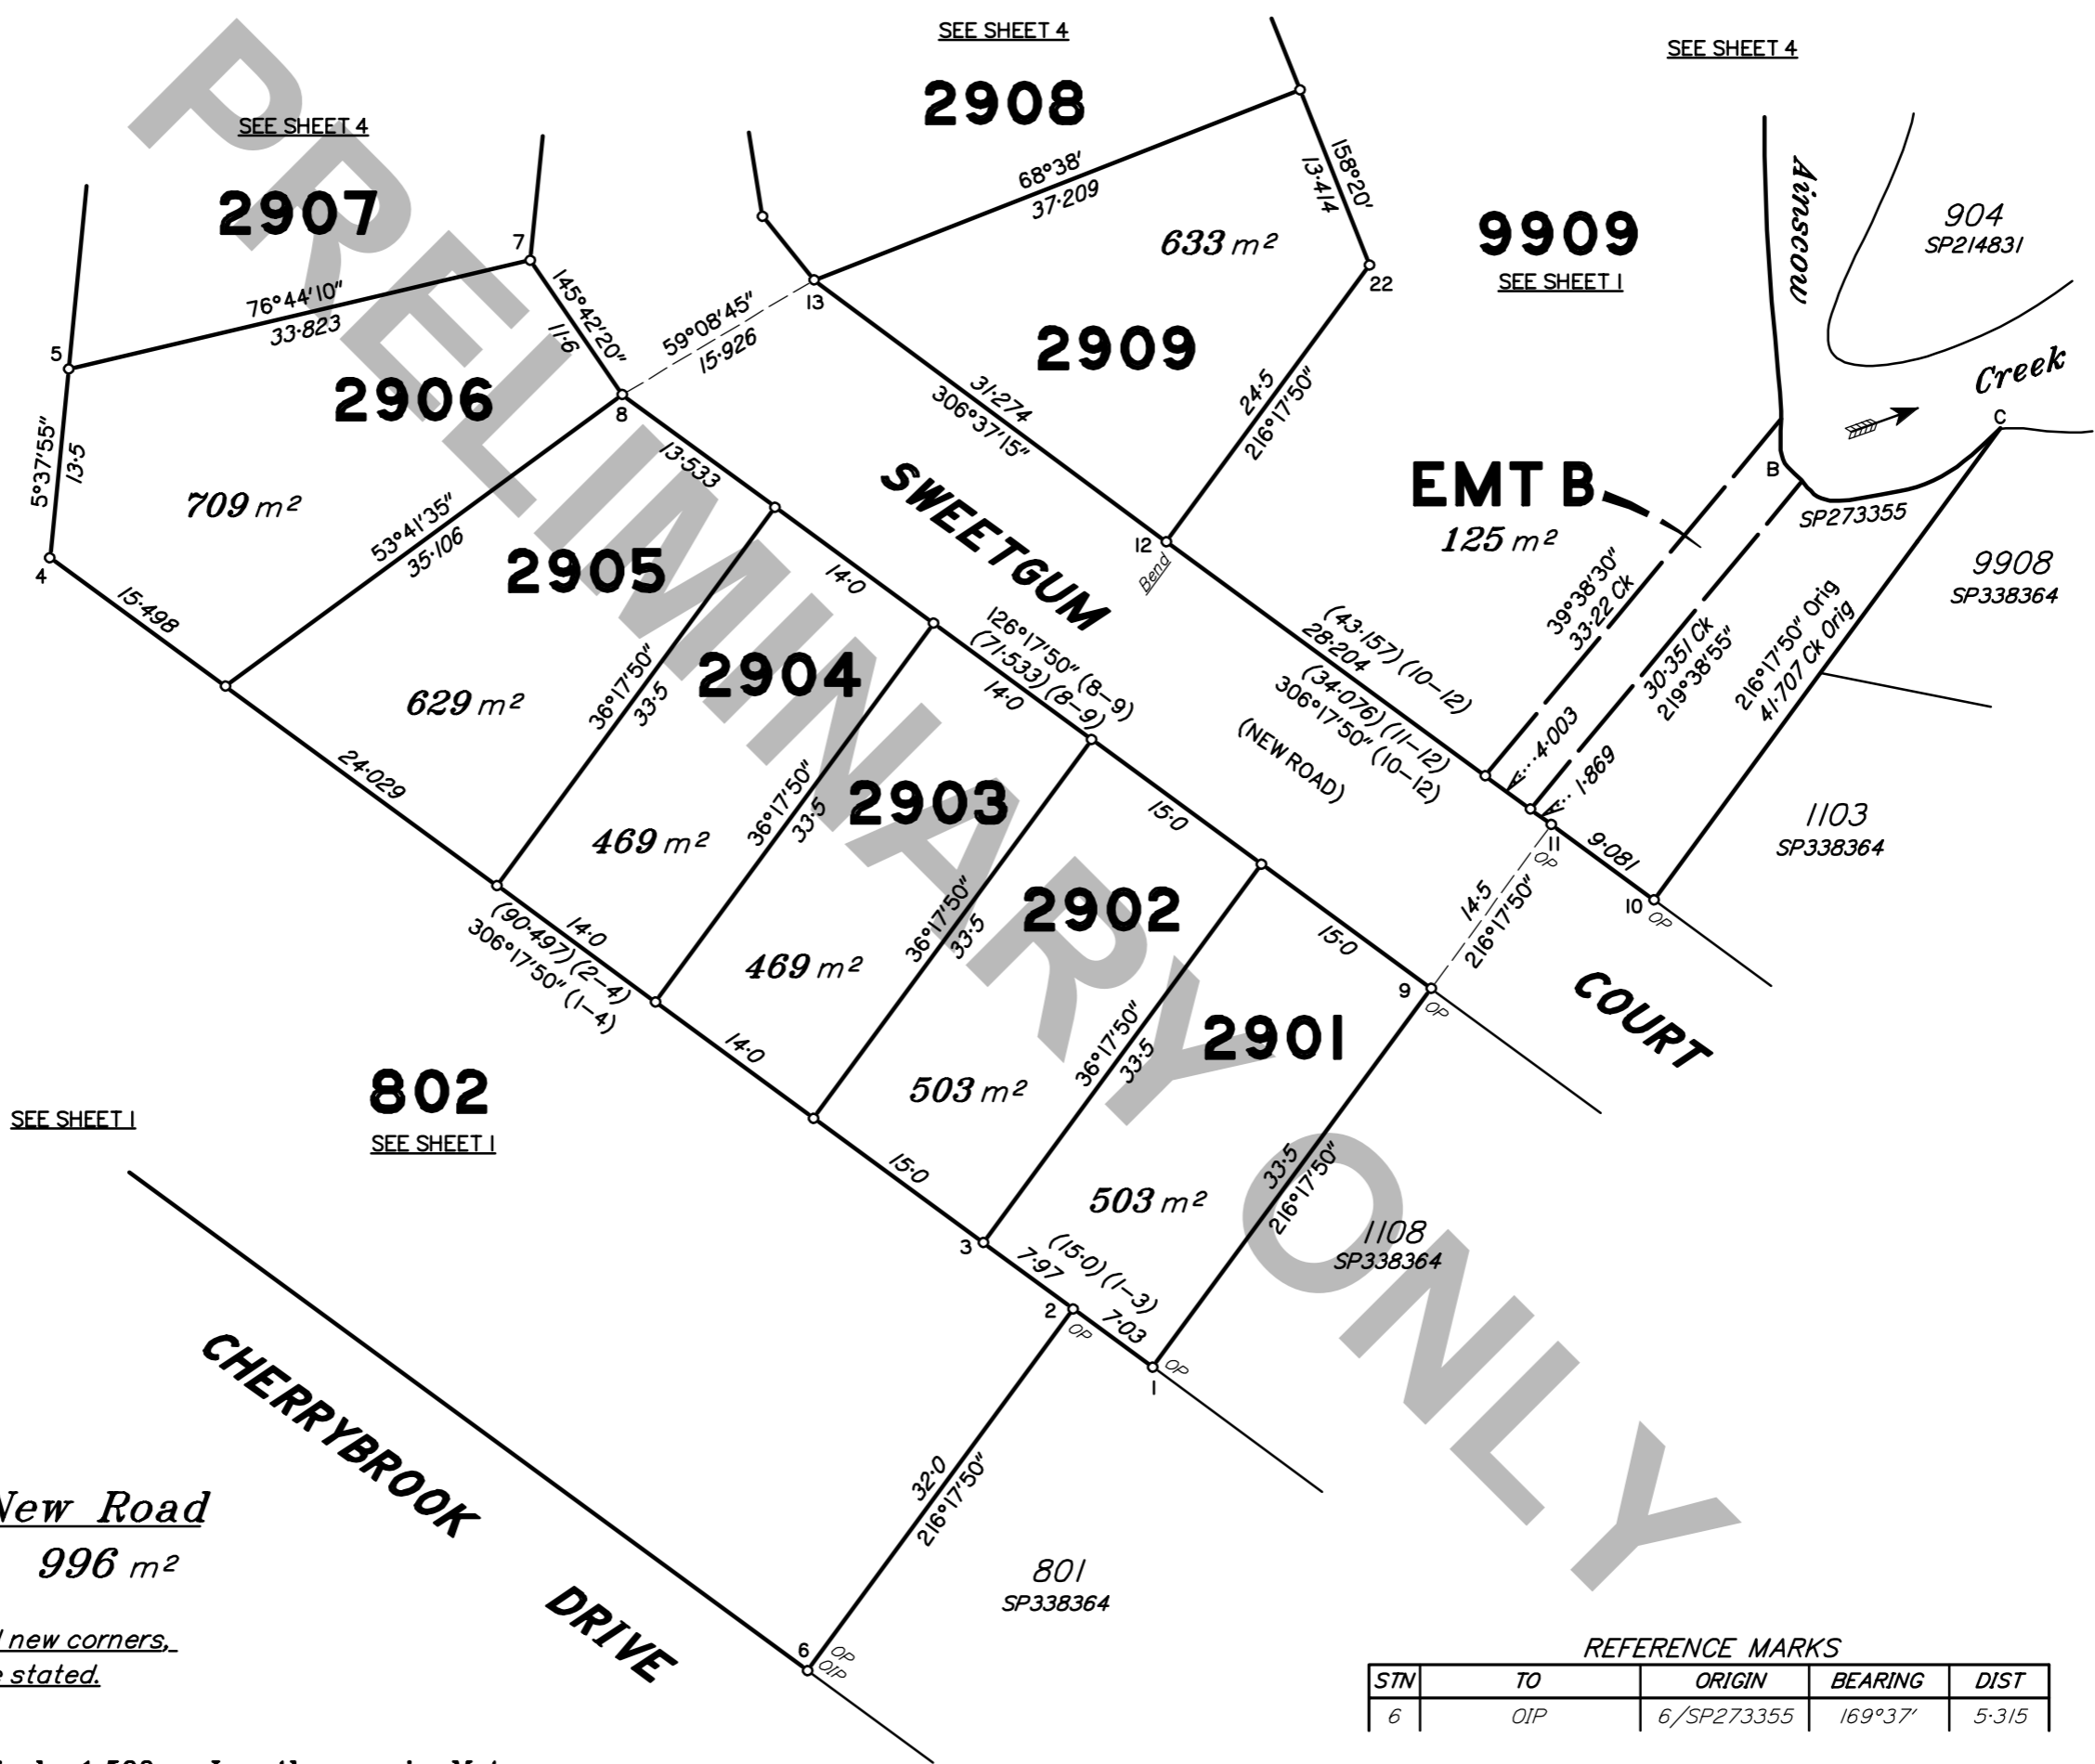 SEE SHEET 4
SEE SHEET 4
2908
SEE SHEET 4
2907
68°38'
37·209
158°20'
13·414
633 m²
9909
SEE SHEET 1
Ainscow
904
SP214831
Creek
7
76°44'10"
33·823
145°42'20"
11·6
59°08'45"
15·926
13
22
2909
5
2906
8
31·274
306°37'15"
24·5
216°17'50"
C
B
5°37'55"
13·5
709 m²
13·533
SWEETGUM
EMT B
125 m²
SP273355
53°41'35"
35·106
2905
12
Bend
9908
SP338364
4
15·498
14·0
126°17'50" (8-9)
(71·533) (8-9)
14·0
(43·157) (10-12)
28·204
(34·076) (11-12)
306°17'50" (10-12)
39°38'30"
33·22 Ck
30·351 Ck
219°38'55"
216°17'50" Orig
41·707 Ck Orig
629 m²
36°17'50"
33·5
2904
(NEW ROAD)
4·003
1·869
24·029
469 m²
36°17'50"
33·5
2903
15·0
1103
SP338364
11
OP
9·081
10
OP
14·0
(90·497) (2-4)
306°17'50" (1-4)
469 m²
36°17'50"
33·5
2902
15·0
14·5
216°17'50"
9
OP
COURT
14·0
503 m²
36°17'50"
33·5
2901
802
SEE SHEET 1
SEE SHEET 1
15·0
503 m²
33·5
216°17'50"
1108
SP338364
3
(15·0) (1-3)
7·97
2
OP
7·03
OP
1
CHERRYBROOK
32·0
216°17'50"
New Road
996 m²
DRIVE
801
SP338364
new corners,
stated.
6
OP
OIP
REFERENCE MARKS
STN TO ORIGIN BEARING DIST
6 OIP 6/SP273355 169°37' 5·315
PRELIMINARY ONLY